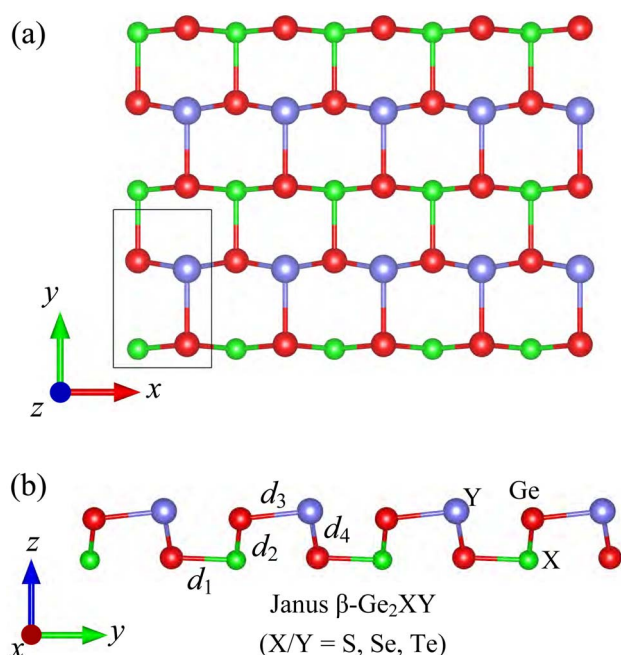 (a)
y
z
x
(b)
z
x
y
d3
Y
Ge
d2
d4
d1
X
Janus β-Ge₂XY
(X/Y = S, Se, Te)